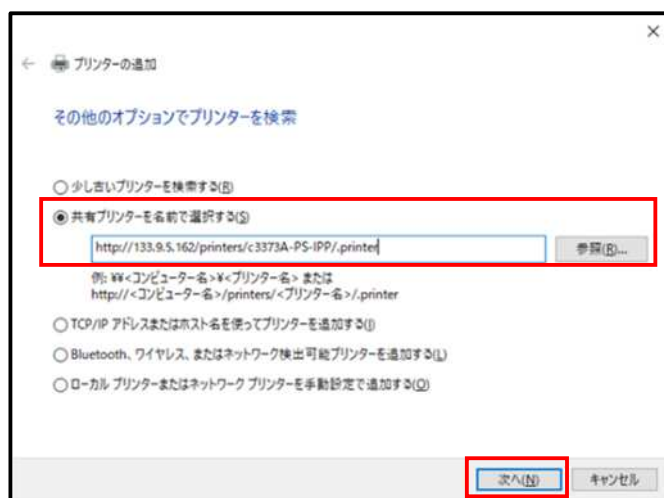 プリンターの追加
その他のオプションでプリンターを検索
少し古いプリンターを検索する(R)
共有プリンターを名前で選択する(S)
http://133.9.5.162/printers/c3373A-PS-IPP/.printer
参照(R)...
例: ¥¥<コンピューター名>¥<プリンター名> または
http://<コンピューター名>/printers/<プリンター名>/.printer
TCP/IP アドレスまたはホスト名を使ってプリンターを追加する(I)
Bluetooth、ワイヤレス、またはネットワーク検出可能プリンターを追加する(L)
ローカル プリンターまたはネットワーク プリンターを手動設定で追加する(O)
次へ(N)
キャンセル